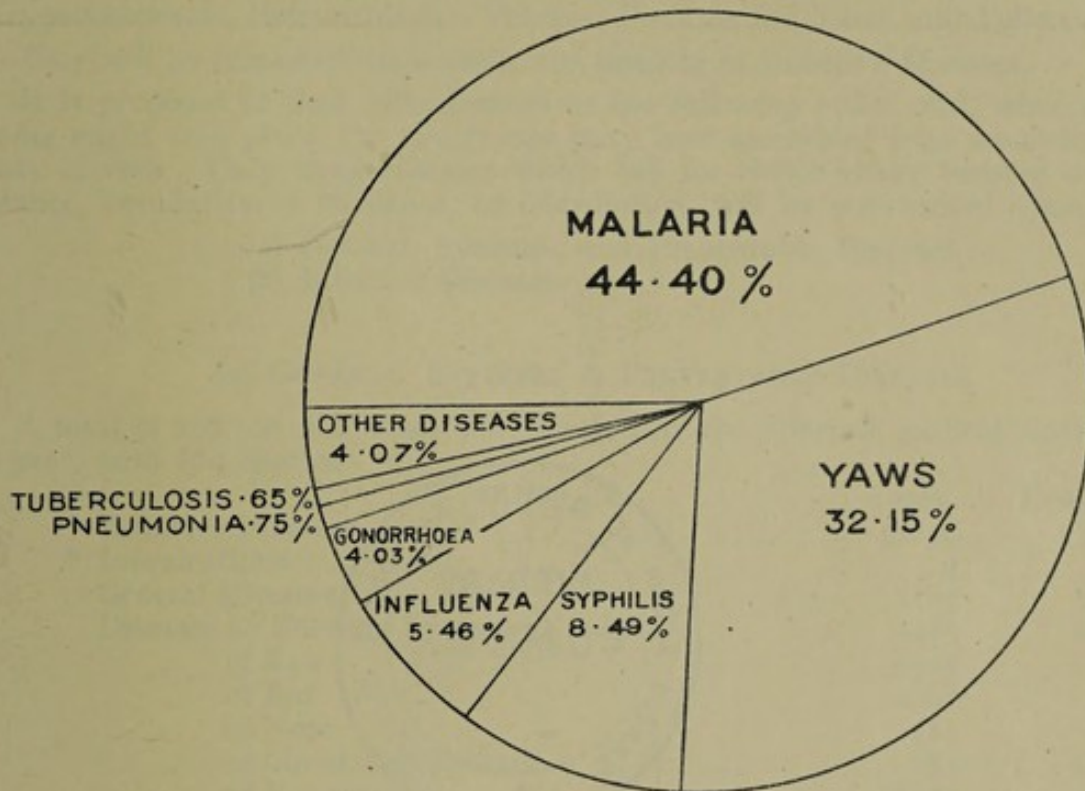 MALARIA
44·40 %
YAWS
32·15%
SYPHILIS
8·49%
INFLUENZA
5·46%
GONORRHOEA
4·03%
PNEUMONIA·75%
TUBERCULOSIS·65%
OTHER DISEASES
4·07%